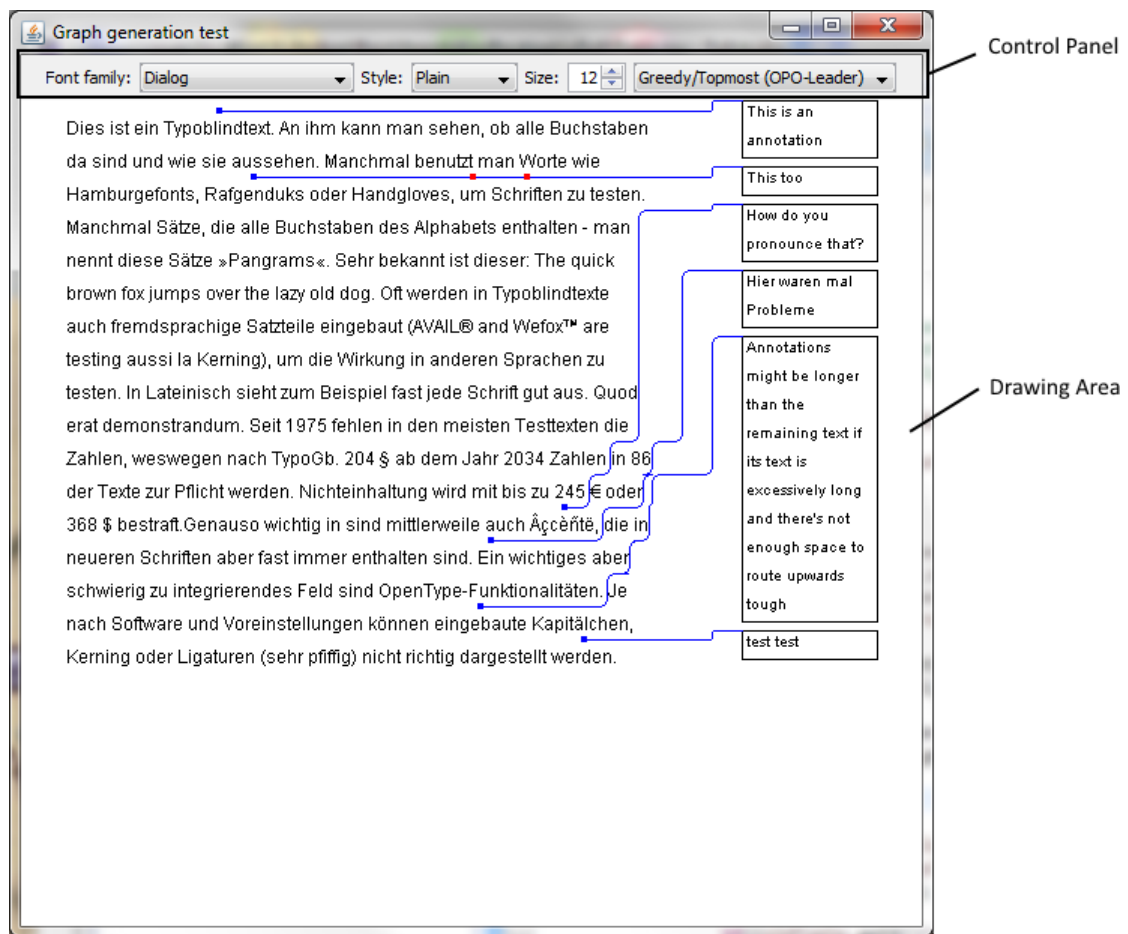 Graph generation test
Control Panel
Font family: Dialog Style: Plain Size: 12 Greedy/Topmost (OPO-Leader)
Dies ist ein Typoblindtext. An ihm kann man sehen, ob alle Buchstaben
da sind und wie sie aussehen. Manchmal benutzt man Worte wie
Hamburgefonts, Rafgenduks oder Handgloves, um Schriften zu testen.
Manchmal Sätze, die alle Buchstaben des Alphabets enthalten - man
nennt diese Sätze »Pangrams«. Sehr bekannt ist dieser: The quick
brown fox jumps over the lazy old dog. Oft werden in Typoblindtexte
auch fremdsprachige Satzteile eingebaut (AVAIL® and Wefox™ are
testing aussi la Kerning), um die Wirkung in anderen Sprachen zu
testen. In Lateinisch sieht zum Beispiel fast jede Schrift gut aus. Quod
erat demonstrandum. Seit 1975 fehlen in den meisten Testtexten die
Zahlen, weswegen nach TypoGb. 204 § ab dem Jahr 2034 Zahlen in 86
der Texte zur Pflicht werden. Nichteinhaltung wird mit bis zu 245 € oder
368 $ bestraft.Genauso wichtig in sind mittlerweile auch Âçcèñtë, die in
neueren Schriften aber fast immer enthalten sind. Ein wichtiges aber
schwierig zu integrierendes Feld sind OpenType-Funktionalitäten. Je
nach Software und Voreinstellungen können eingebaute Kapitälchen,
Kerning oder Ligaturen (sehr pfiffig) nicht richtig dargestellt werden.
This is an
annotation
This too
How do you
pronounce that?
Hier waren mal
Probleme
Annotations
might be longer
than the
remaining text if
its text is
excessively long
and there's not
enough space to
route upwards
tough
test test
Drawing Area